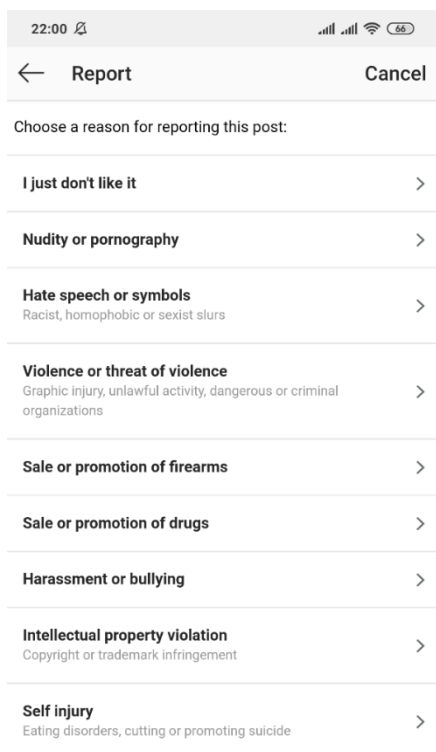 22:00 66
Report Cancel
Choose a reason for reporting this post:
I just don't like it
Nudity or pornography
Hate speech or symbols
Racist, homophobic or sexist slurs
Violence or threat of violence
Graphic injury, unlawful activity, dangerous or criminal
organizations
Sale or promotion of firearms
Sale or promotion of drugs
Harassment or bullying
Intellectual property violation
Copyright or trademark infringement
Self injury
Eating disorders, cutting or promoting suicide